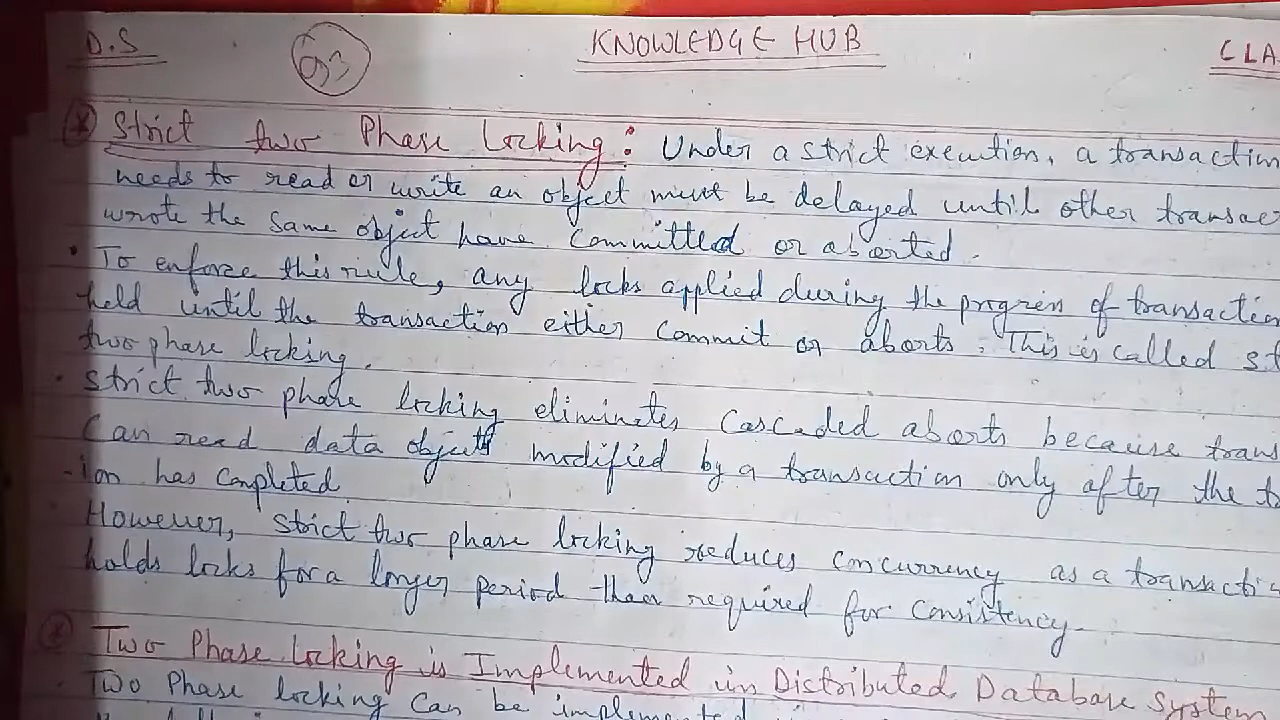 D.S
93
KNOWLEDGE HUB
CLA
Strict two Phase Locking: Under a strict execution, a transaction
needs to read or write an object must be delayed until other transac
wrote the same object have committed or aborted.
• To enforce this rule, any locks applied during the progress of transaction
held until the transaction either commit or aborts. This is called st
two phase locking.
• strict two phase locking eliminates cascaded aborts because trans
Can read data objects modified by a transaction only after the t
-ion has completed
However, strict two phase locking reduces concurrency as a transacti
holds locks for a longer period than required for consistency
Two Phase Locking is Implemented in Distributed Database System
Two Phase locking Can be implemented